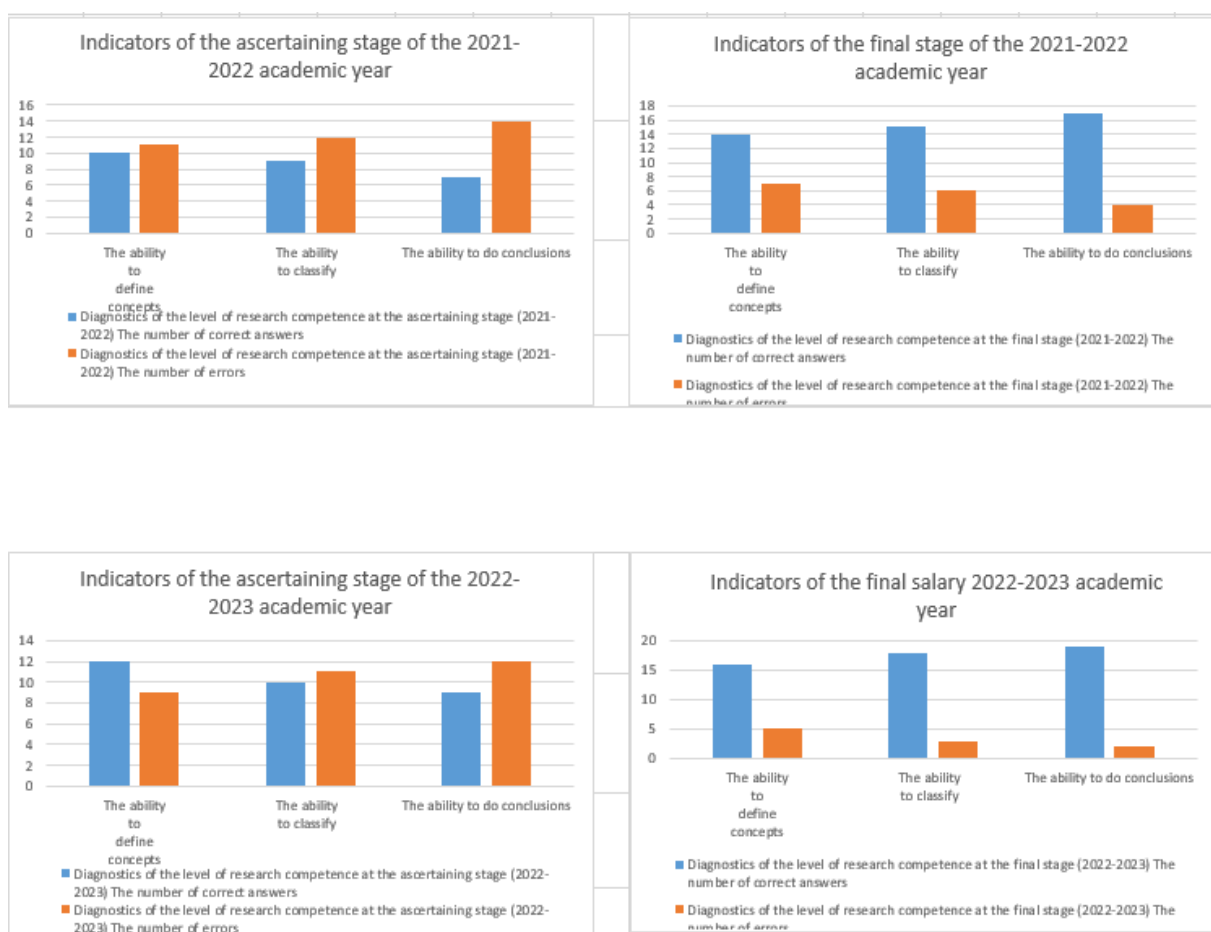 Indicators of the ascertaining stage of the 2021-
2022 academic year
16
14
12
10
8
6
4
2
0
The ability
to
define
concepts
The ability
to classify
The ability to do conclusions
Diagnostics of the level of research competence at the ascertaining stage (2021-
2022) The number of correct answers
Diagnostics of the level of research competence at the ascertaining stage (2021-
2022) The number of errors
Indicators of the final stage of the 2021-2022
academic year
18
16
14
12
10
8
6
4
2
0
The ability
to
define
concepts
The ability
to classify
The ability to do conclusions
Diagnostics of the level of research competence at the final stage (2021-2022) The
number of correct answers
Diagnostics of the level of research competence at the final stage (2021-2022) The
number of errors
Indicators of the ascertaining stage of the 2022-
2023 academic year
14
12
10
8
6
4
2
0
The ability
to
define
concepts
The ability
to classify
The ability to do conclusions
Diagnostics of the level of research competence at the ascertaining stage (2022-
2023) The number of correct answers
Diagnostics of the level of research competence at the ascertaining stage (2022-
2023) The number of errors
Indicators of the final salary 2022-2023 academic
year
20
15
10
5
0
The ability
to
define
concepts
The ability
to classify
The ability to do conclusions
Diagnostics of the level of research competence at the final stage (2022-2023) The
number of correct answers
Diagnostics of the level of research competence at the final stage (2022-2023) The
number of errors